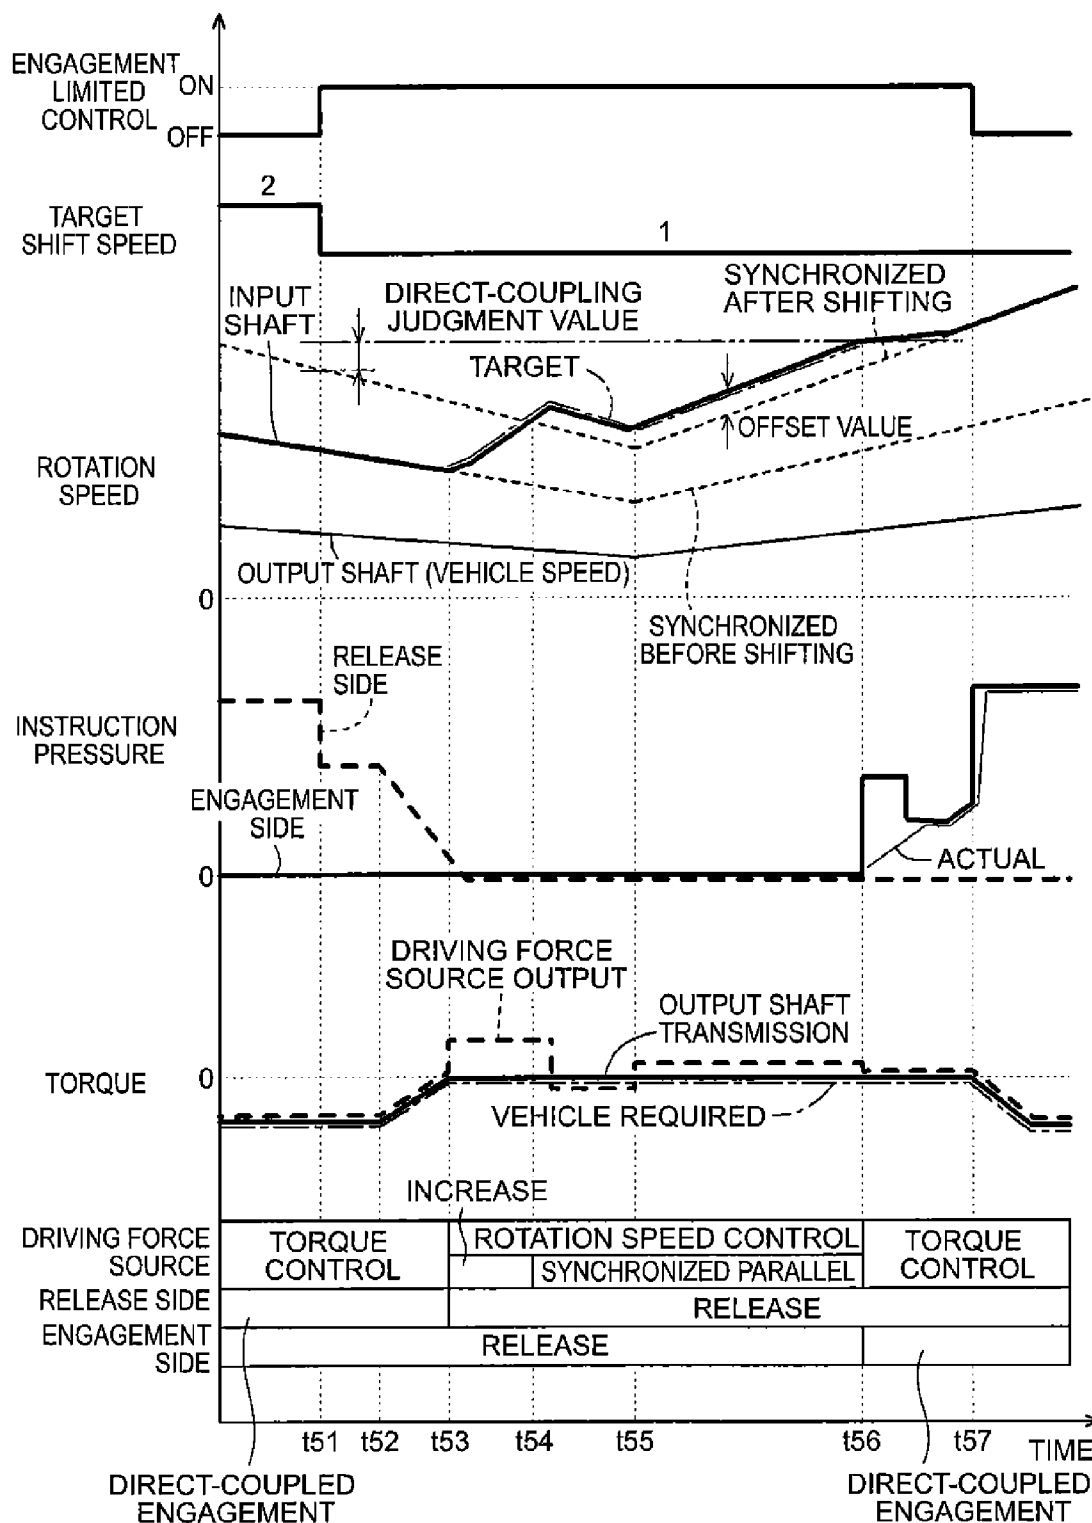 ENGAGEMENT
LIMITED
CONTROL
ON
OFF
TARGET
SHIFT SPEED
2
1
INPUT
SHAFT
DIRECT-COUPLING
JUDGMENT VALUE
SYNCHRONIZED
AFTER SHIFTING
TARGET
OFFSET VALUE
ROTATION
SPEED
OUTPUT SHAFT (VEHICLE SPEED)
0
SYNCHRONIZED
BEFORE SHIFTING
RELEASE
SIDE
INSTRUCTION
PRESSURE
ENGAGEMENT
SIDE
0
ACTUAL
DRIVING FORCE
SOURCE OUTPUT
OUTPUT SHAFT
TRANSMISSION
TORQUE
0
VEHICLE REQUIRED
INCREASE
DRIVING FORCE
SOURCE
TORQUE
CONTROL
ROTATION SPEED CONTROL
SYNCHRONIZED PARALLEL
TORQUE
CONTROL
RELEASE SIDE
RELEASE
ENGAGEMENT
SIDE
RELEASE
t51 t52 t53 t54 t55 t56 t57 TIME
DIRECT-COUPLED
ENGAGEMENT
DIRECT-COUPLED
ENGAGEMENT